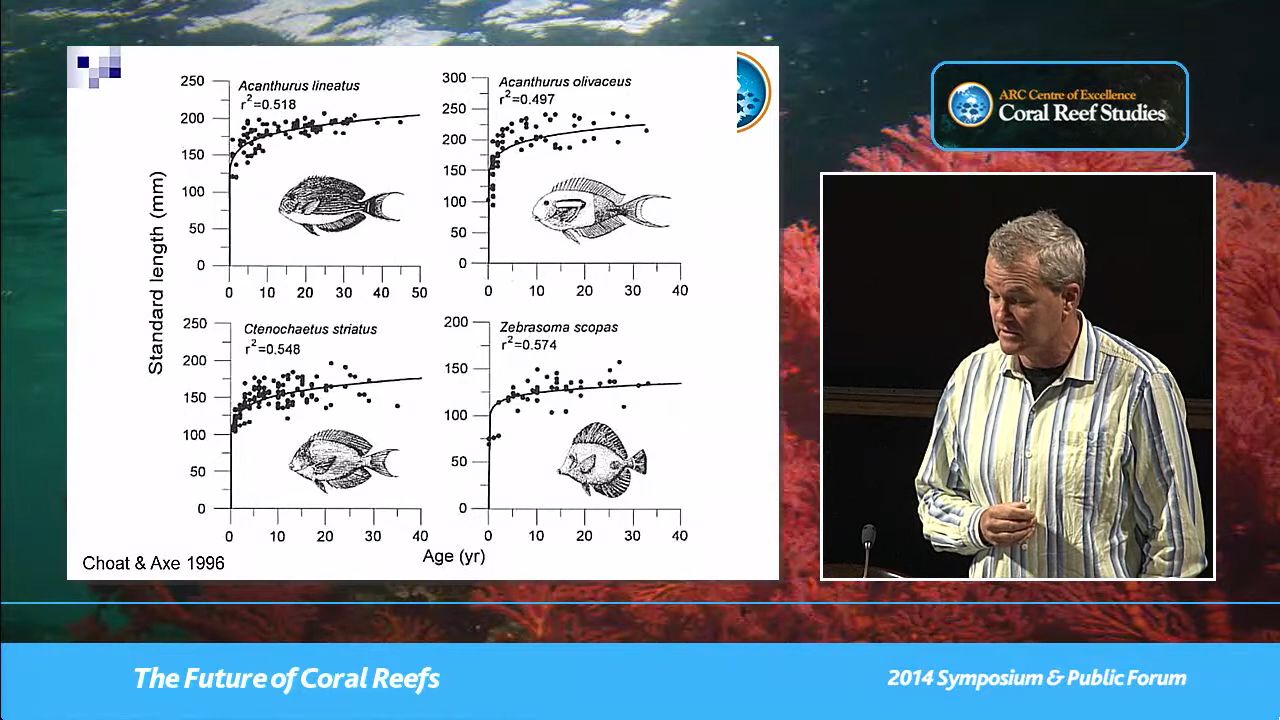 250
Acanthurus lineatus
r²=0.518
200
150
100
50
0
0 10 20 30 40 50
300
Acanthurus olivaceus
r²=0.497
250
200
150
100
50
0
0 10 20 30 40
Standard length (mm)
250
Ctenochaetus striatus
r²=0.548
200
150
100
50
0
0 10 20 30 40
200
Zebrasoma scopas
r²=0.574
150
100
50
0
0 10 20 30 40
Age (yr)
Choat & Axe 1996
ARC Centre of Excellence
Coral Reef Studies
The Future of Coral Reefs
2014 Symposium & Public Forum